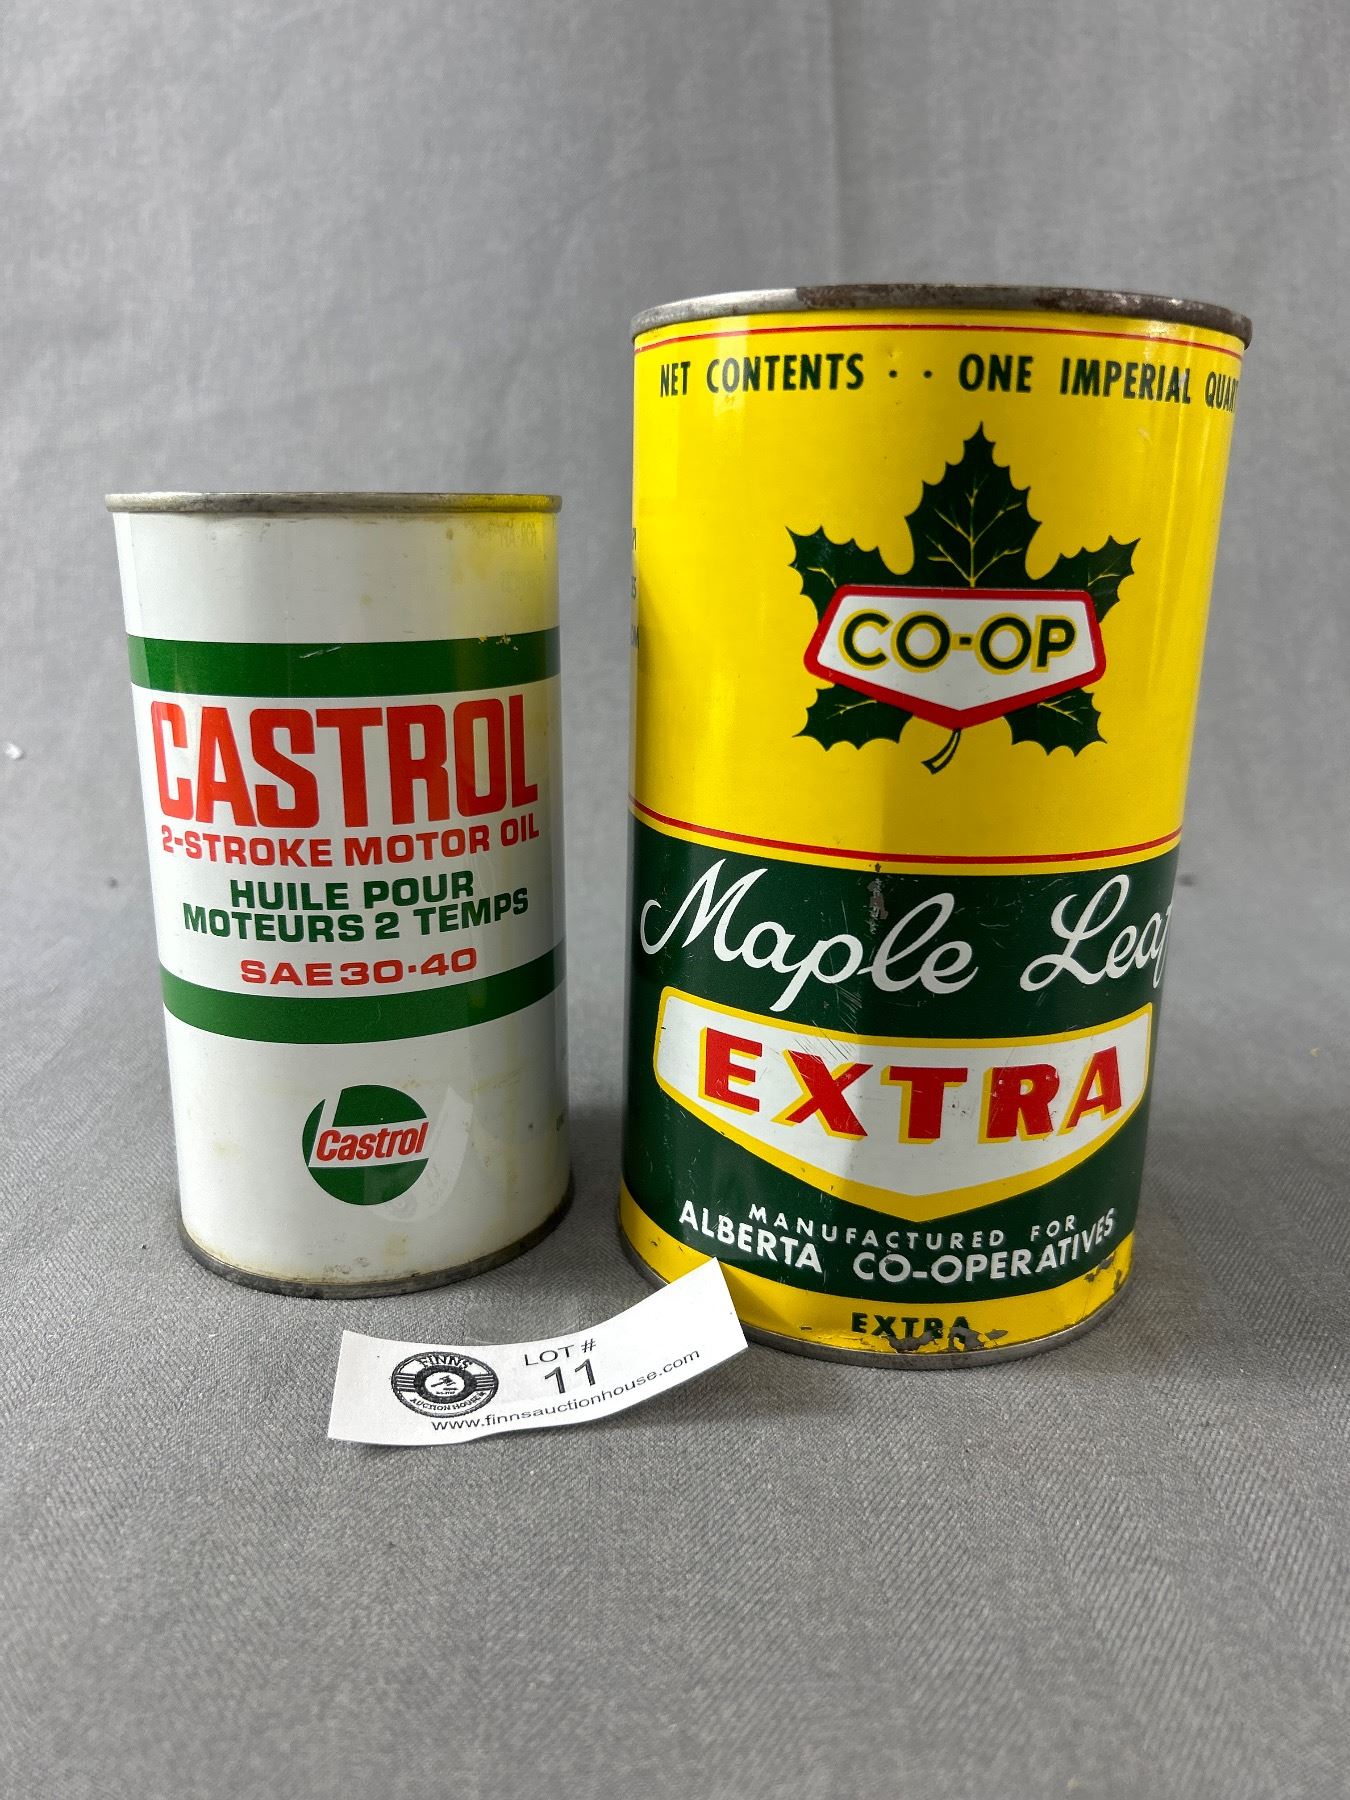 CASTROL
2-STROKE MOTOR OIL
HUILE POUR
MOTEURS 2 TEMPS
SAE 30·40
Castrol
NET CONTENTS · · ONE IMPERIAL QUART
CO-OP
Maple Leaf
EXTRA
MANUFACTURED FOR
ALBERTA CO-OPERATIVES
EXTRA
FINNS
AUCTION HOUSE
LOT #
11
www.finnsauctionhouse.com